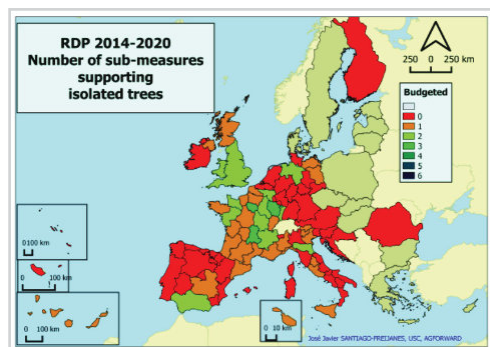 RDP 2014-2020
Number of sub-measures
supporting
isolated trees
250 0 250 km
Budgeted
0
1
2
3
4
5
6
0 100 km
0 100 km
0 100 km
0 10 km
José Javier SANTIAGO-FREIJANES, USC, AGFORWARD